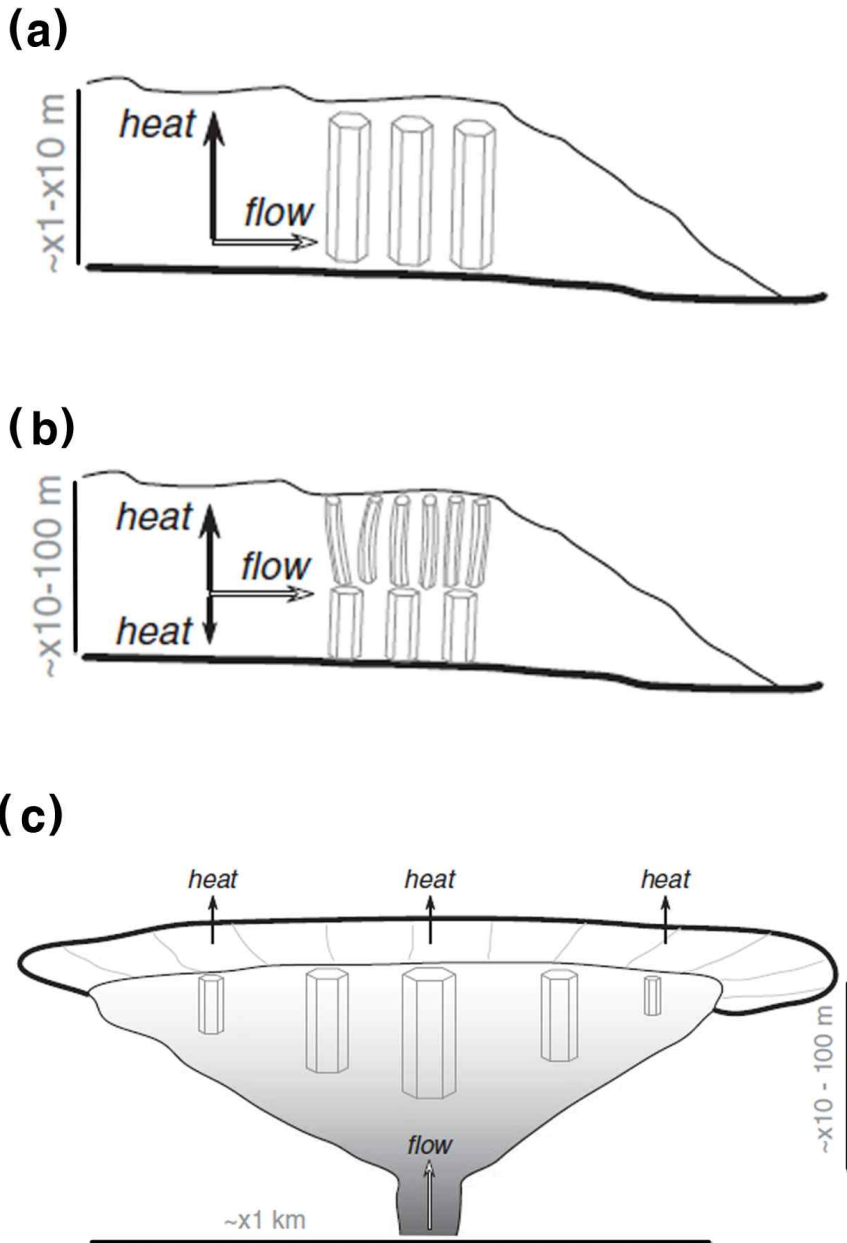 (a)
heat
flow
~x1-x10 m
(b)
heat
flow
heat
~x10-100 m
(c)
heat heat heat
~x10 - 100 m
flow
~x1 km